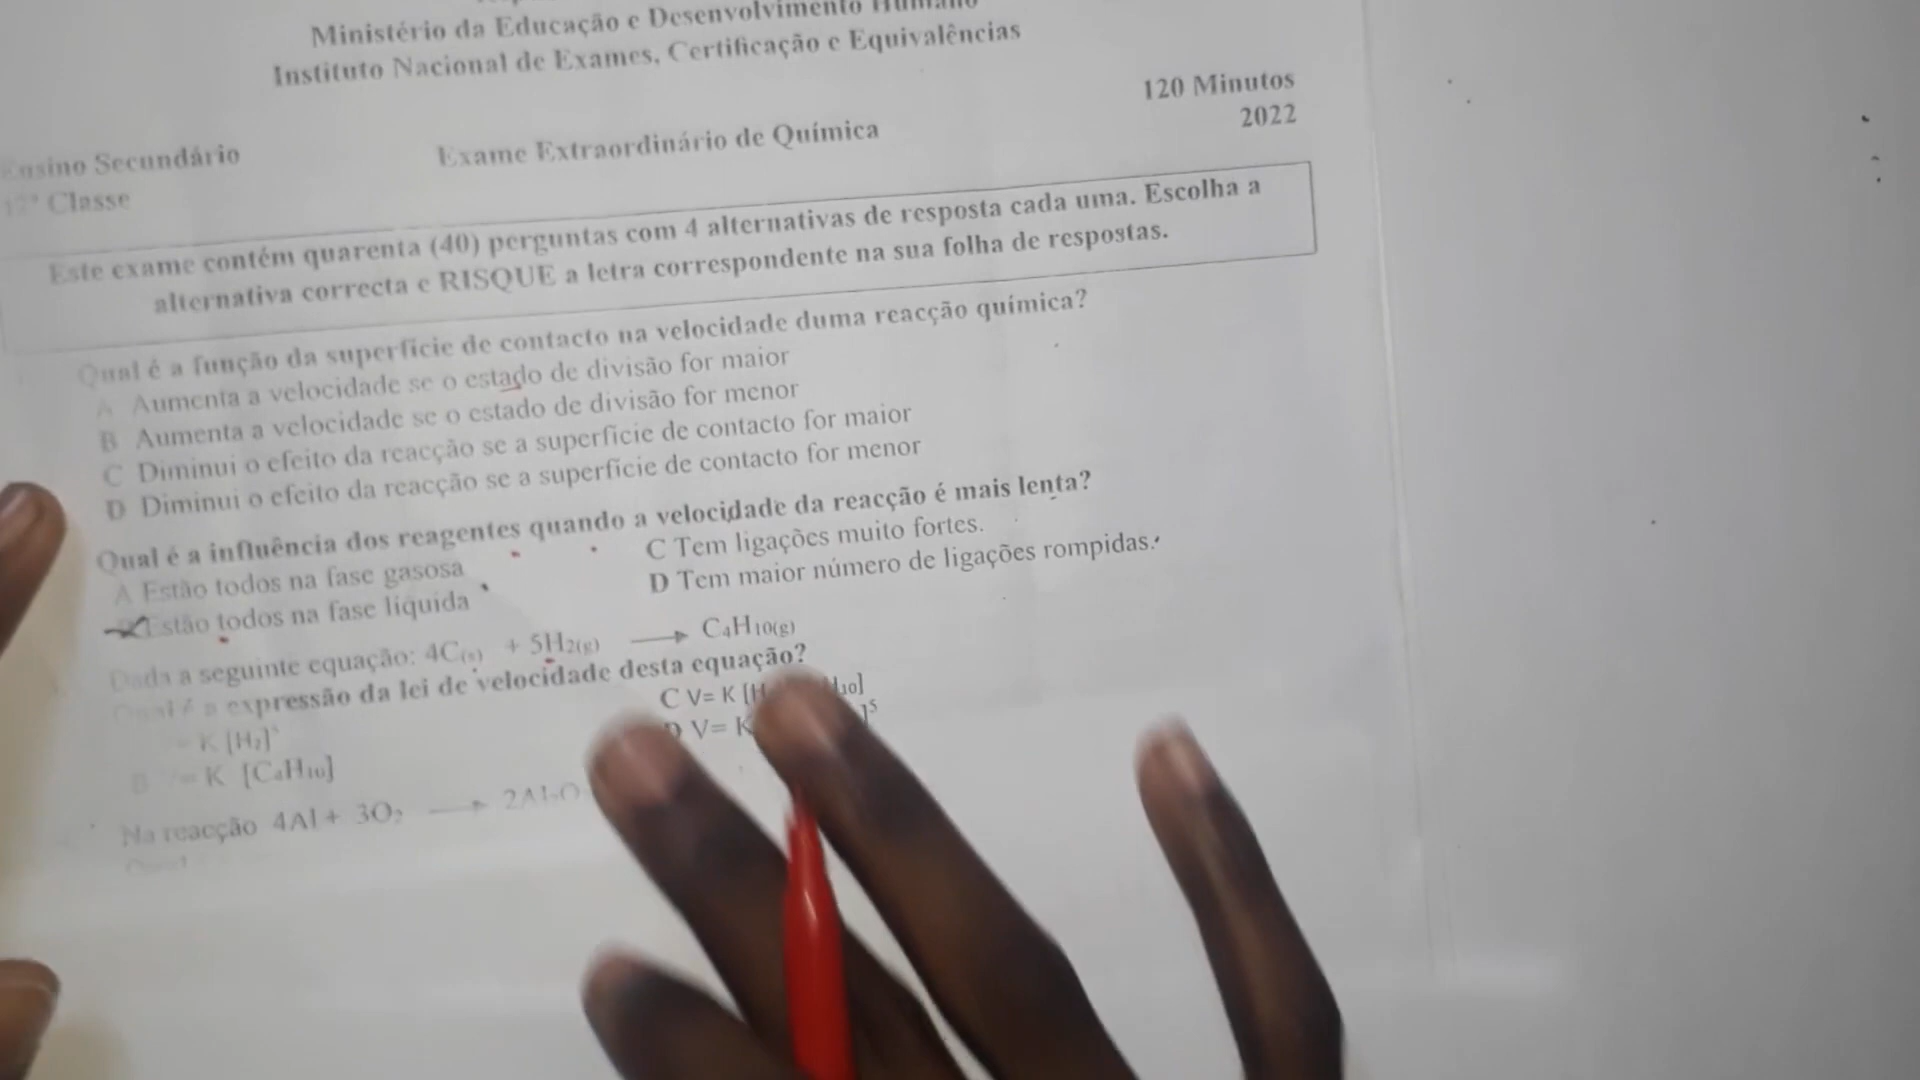 Ministério da Educação e Desenvolvimento Humano
Instituto Nacional de Exames, Certificação e Equivalências
120 Minutos
2022
Ensino Secundário
Exame Extraordinário de Química
12ª Classe
Este exame contém quarenta (40) perguntas com 4 alternativas de resposta cada uma. Escolha a
alternativa correcta e RISQUE a letra correspondente na sua folha de respostas.
Qual é a função da superfície de contacto na velocidade duma reacção química?
A Aumenta a velocidade se o estado de divisão for maior
B Aumenta a velocidade se o estado de divisão for menor
C Diminui o efeito da reacção se a superfície de contacto for maior
D Diminui o efeito da reacção se a superfície de contacto for menor
Qual é a influência dos reagentes quando a velocidade da reacção é mais lenta?
A Estão todos na fase gasosa
C Tem ligações muito fortes.
Estão todos na fase líquida
D Tem maior número de ligações rompidas.
Dada a seguinte equação: 4C(s) + 5H₂(g) ⟶ C₄H₁₀(g)
Qual é a expressão da lei de velocidade desta equação?
= K [H₂]
C V= K [H ₁₀]
B = K [C₄H₁₀]
D V= K ]⁵
Na reacção 4Al + 3O₂ ⟶ 2Al₂O